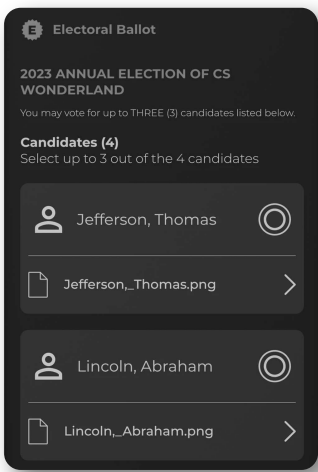 Electoral Ballot
2023 ANNUAL ELECTION OF CS
WONDERLAND
You may vote for up to THREE (3) candidates listed below.
Candidates (4)
Select up to 3 out of the 4 candidates
Jefferson, Thomas
Jefferson,_Thomas.png
Lincoln, Abraham
Lincoln,_Abraham.png